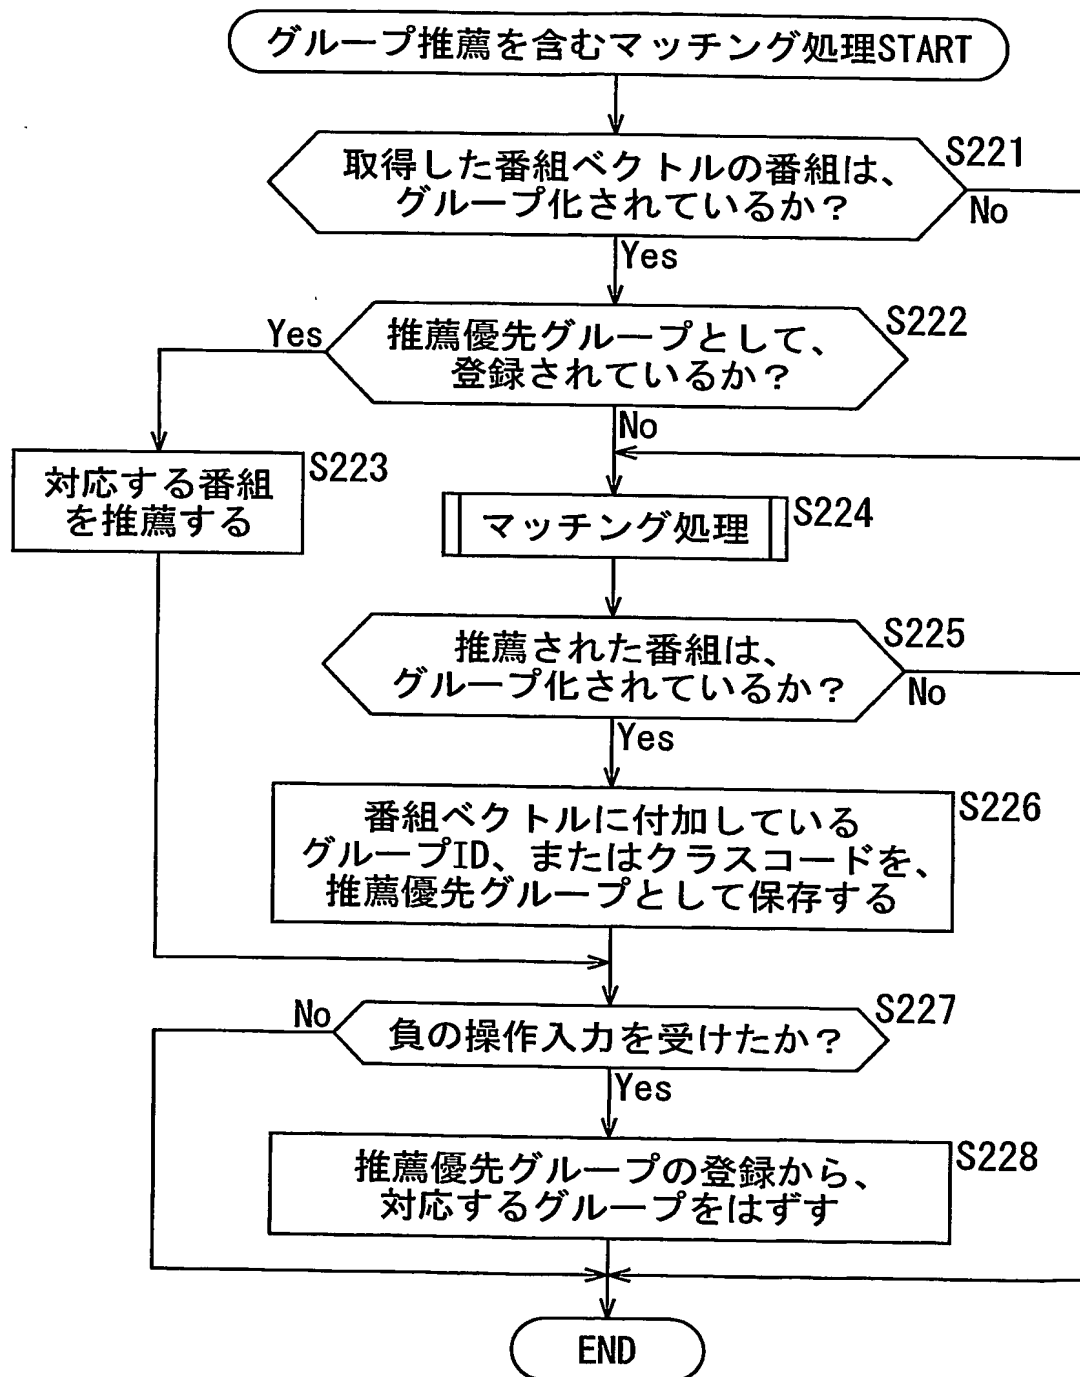 グループ推薦を含むマッチング処理START
S221
取得した番組ベクトルの番組は、
グループ化されているか？
No
Yes
S222
推薦優先グループとして、
登録されているか？
Yes
No
S223
対応する番組
を推薦する
S224
マッチング処理
S225
推薦された番組は、
グループ化されているか？
No
Yes
S226
番組ベクトルに付加している
グループID、またはクラスコードを、
推薦優先グループとして保存する
S227
負の操作入力を受けたか？
No
Yes
S228
推薦優先グループの登録から、
対応するグループをはずす
END